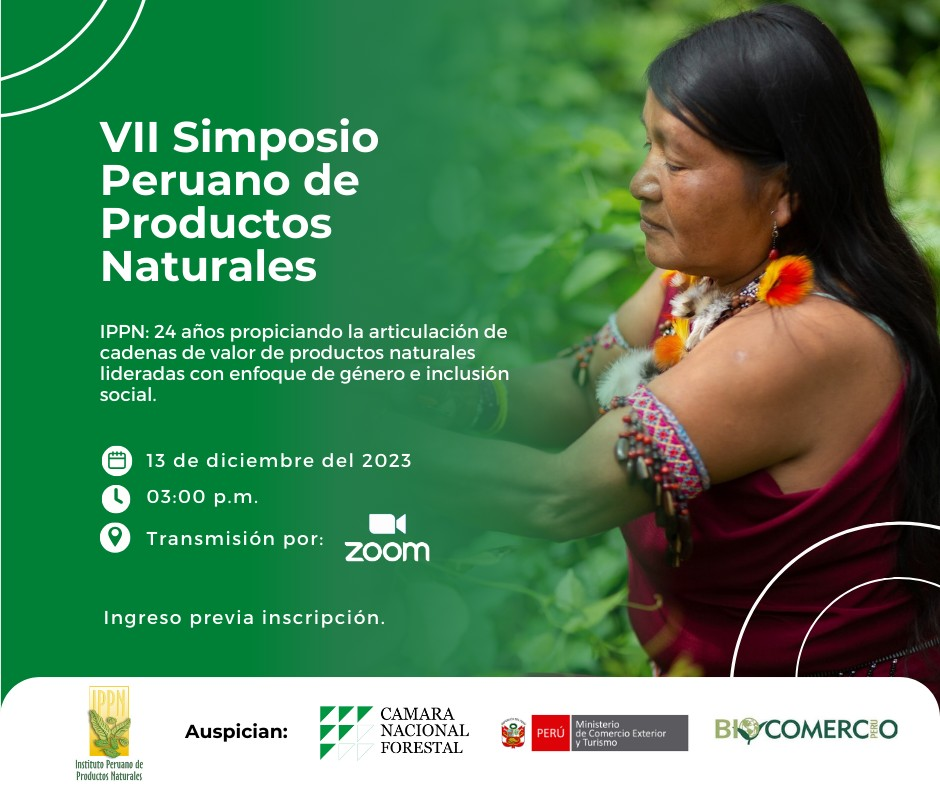 VII Simposio
Peruano de
Productos
Naturales
IPPN: 24 años propiciando la articulación de
cadenas de valor de productos naturales
lideradas con enfoque de género e inclusión
social.
13 de diciembre del 2023
03:00 p.m.
Transmisión por:
zoom
Ingreso previa inscripción.
IPPN
Instituto Peruano de
Productos Naturales
Auspician:
CAMARA
NACIONAL
FORESTAL
PERÚ
Ministerio
de Comercio Exterior
y Turismo
BIOCOMERCIO
PERU